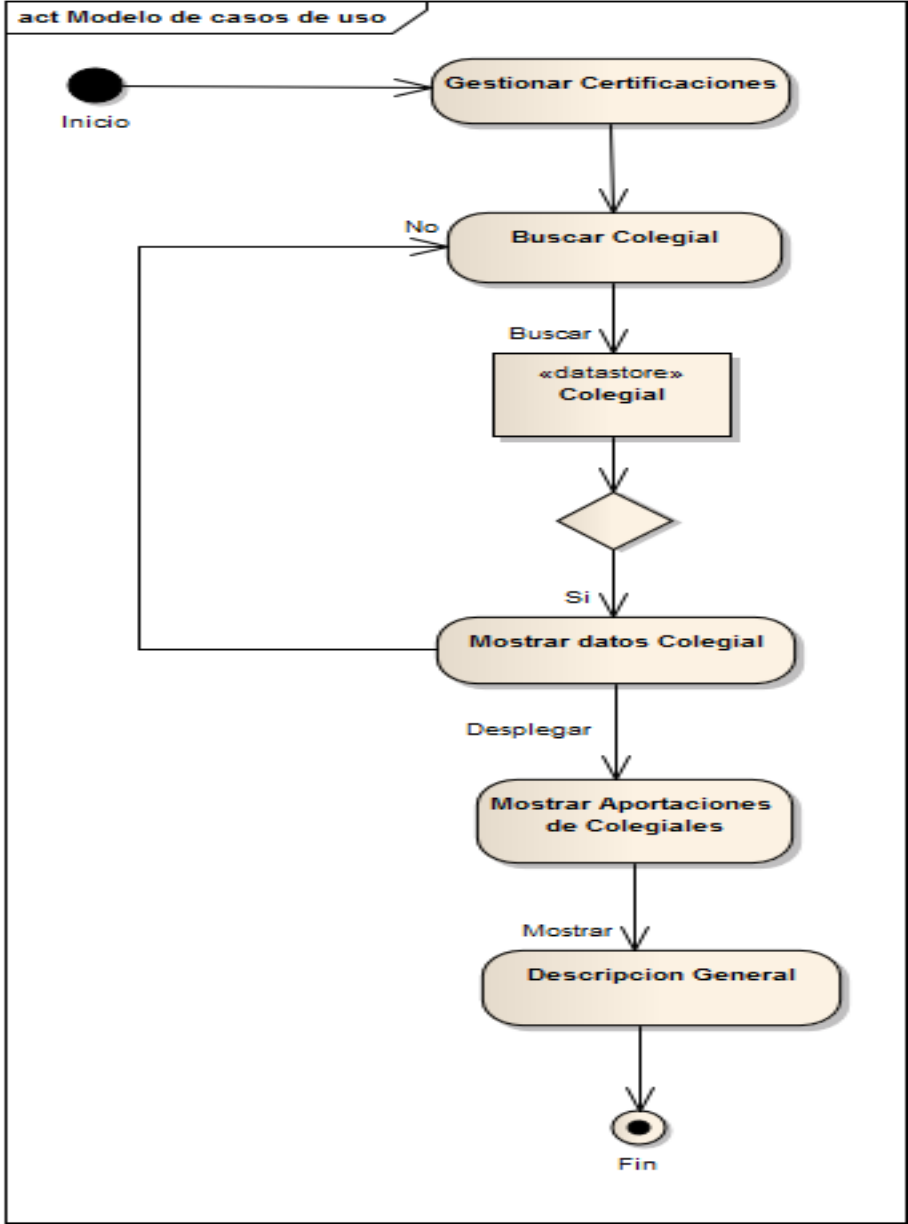 act Modelo de casos de uso
Gestionar Certificaciones
Inicio
No
Buscar Colegial
Buscar
«datastore»
Colegial
Si
Mostrar datos Colegial
Desplegar
Mostrar Aportaciones
de Colegiales
Mostrar
Descripcion General
Fin